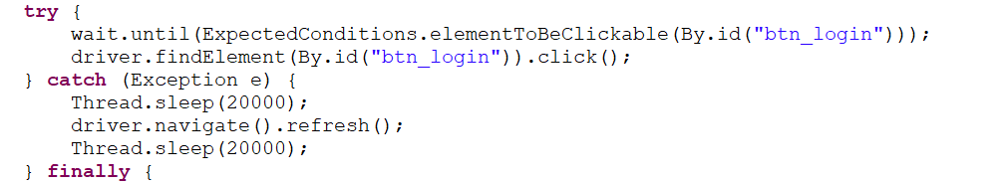 try {
    wait.until(ExpectedConditions.elementToBeClickable(By.id("btn_login")));
    driver.findElement(By.id("btn_login")).click();
} catch (Exception e) {
    Thread.sleep(20000);
    driver.navigate().refresh();
    Thread.sleep(20000);
} finally {